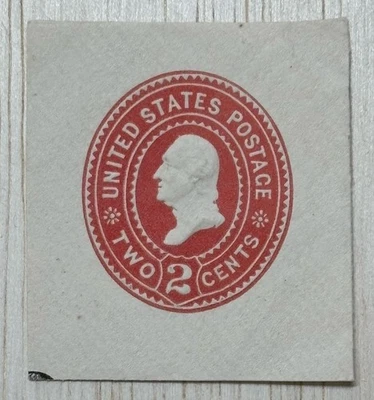 UNITED STATES POSTAGE
TWO 2 CENTS